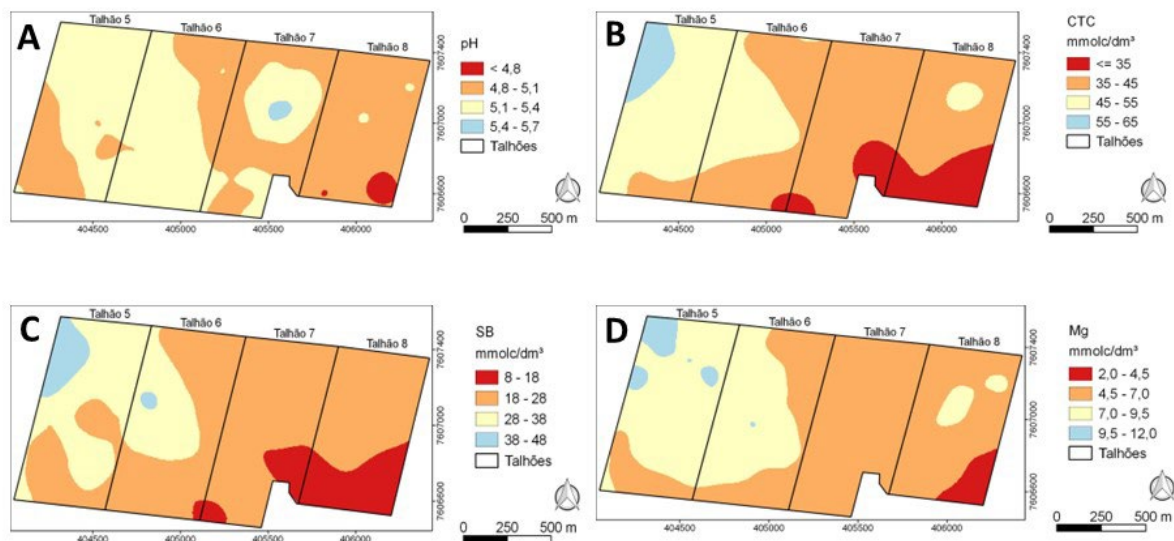 A
Talhão 5
Talhão 6
Talhão 7
Talhão 8
7607400
7607000
7606600
404500
405000
405500
406000
pH
< 4,8
4,8 - 5,1
5,1 - 5,4
5,4 - 5,7
Talhões
0 250 500 m
B
Talhão 5
Talhão 6
Talhão 7
Talhão 8
7607400
7607000
7606600
404500
405000
405500
406000
CTC
mmolc/dm³
<= 35
35 - 45
45 - 55
55 - 65
Talhões
0 250 500 m
C
Talhão 5
Talhão 6
Talhão 7
Talhão 8
7607400
7607000
7606600
404500
405000
405500
406000
SB
mmolc/dm³
8 - 18
18 - 28
28 - 38
38 - 48
Talhões
0 250 500 m
D
Talhão 5
Talhão 6
Talhão 7
Talhão 8
7607400
7607000
7606600
404500
405000
405500
406000
Mg
mmolc/dm³
2,0 - 4,5
4,5 - 7,0
7,0 - 9,5
9,5 - 12,0
Talhões
0 250 500 m